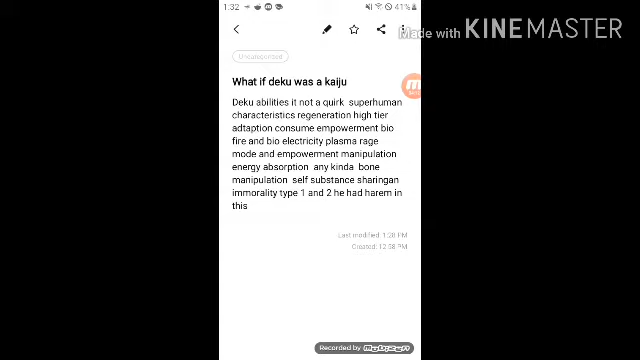 1:32
41%
Made with KINEMASTER
Uncategorized
What if deku was a kaiju
Deku abilities it not a quirk superhuman
characteristics regeneration high tier
adtaption consume empowerment bio
fire and bio electricity plasma rage
mode and empowerment manipulation
energy absorption any kinda bone
manipulation self substance sharingan
immorality type 1 and 2 he had harem in
this
Last modified: 1:28 PM
Created: 12:58 PM
Recorded by mobizen